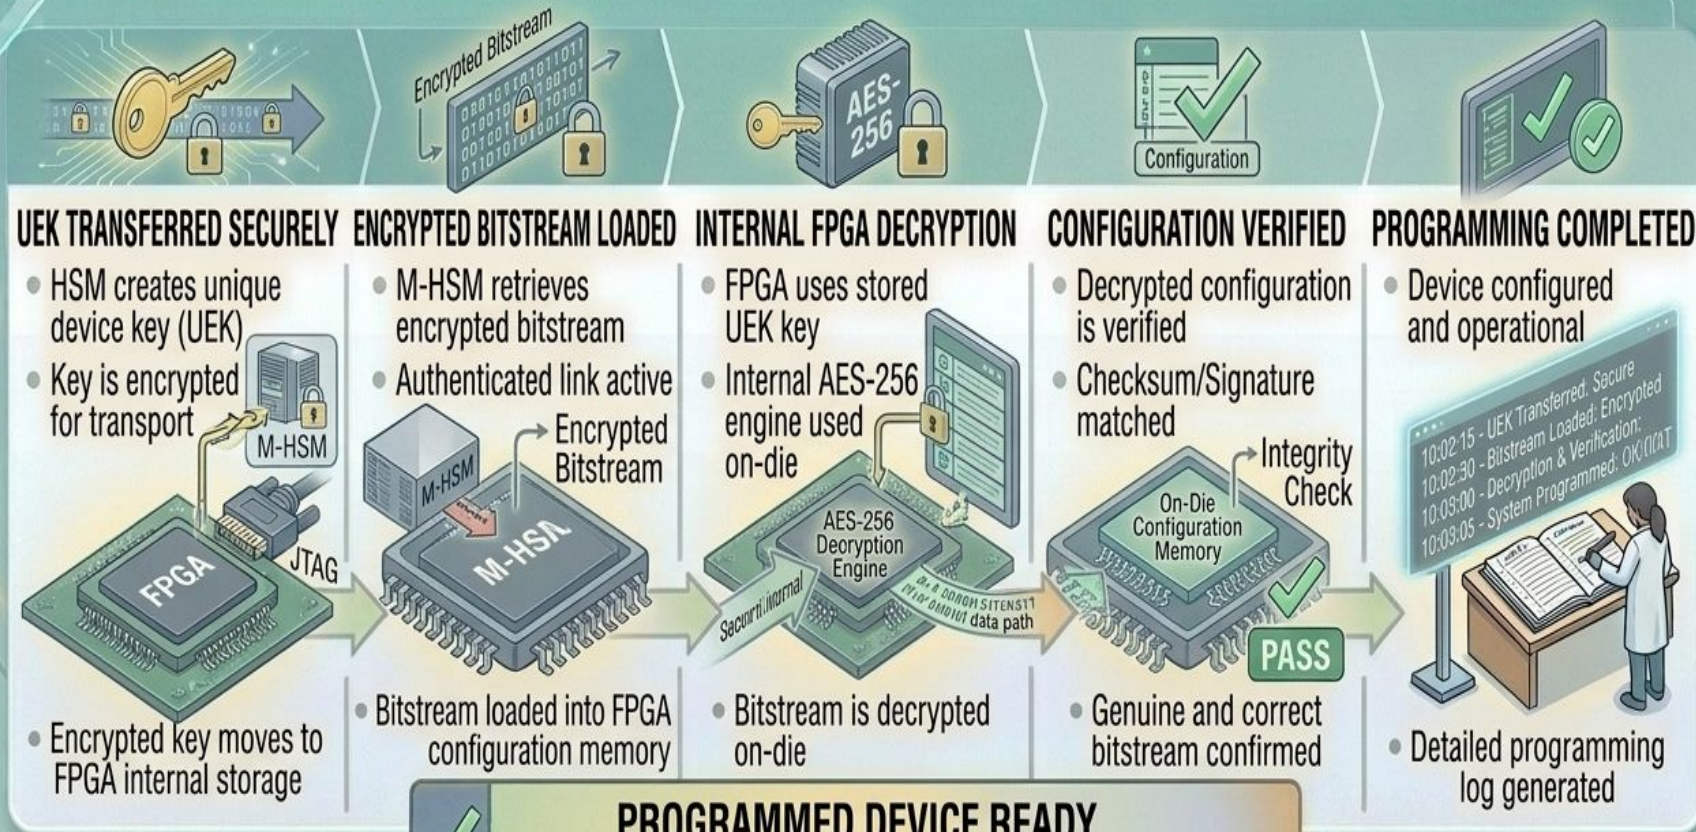 Encrypted Bitstream
AES-
256
Configuration
UEK TRANSFERRED SECURELY
HSM creates unique
device key (UEK)
Key is encrypted
for transport
M-HSM
FPGA
JTAG
Encrypted key moves to
FPGA internal storage
ENCRYPTED BITSTREAM LOADED
M-HSM retrieves
encrypted bitstream
Authenticated link active
Encrypted
Bitstream
M-HSM
Bitstream loaded into FPGA
configuration memory
INTERNAL FPGA DECRYPTION
FPGA uses stored
UEK key
Internal AES-256
engine used
on-die
AES-256
Decryption
Engine
data path
Bitstream is decrypted
on-die
CONFIGURATION VERIFIED
Decrypted configuration
is verified
Checksum/Signature
matched
Integrity
Check
On-Die
Configuration
Memory
PASS
Genuine and correct
bitstream confirmed
PROGRAMMING COMPLETED
Device configured
and operational
10:02:15 - UEK Transferred: Secure
10:02:30 - Bitstream Loaded: Encrypted
10:03:00 - Decryption & Verification:
10:03:05 - System Programmed:
Detailed programming
log generated
PROGRAMMED DEVICE READY